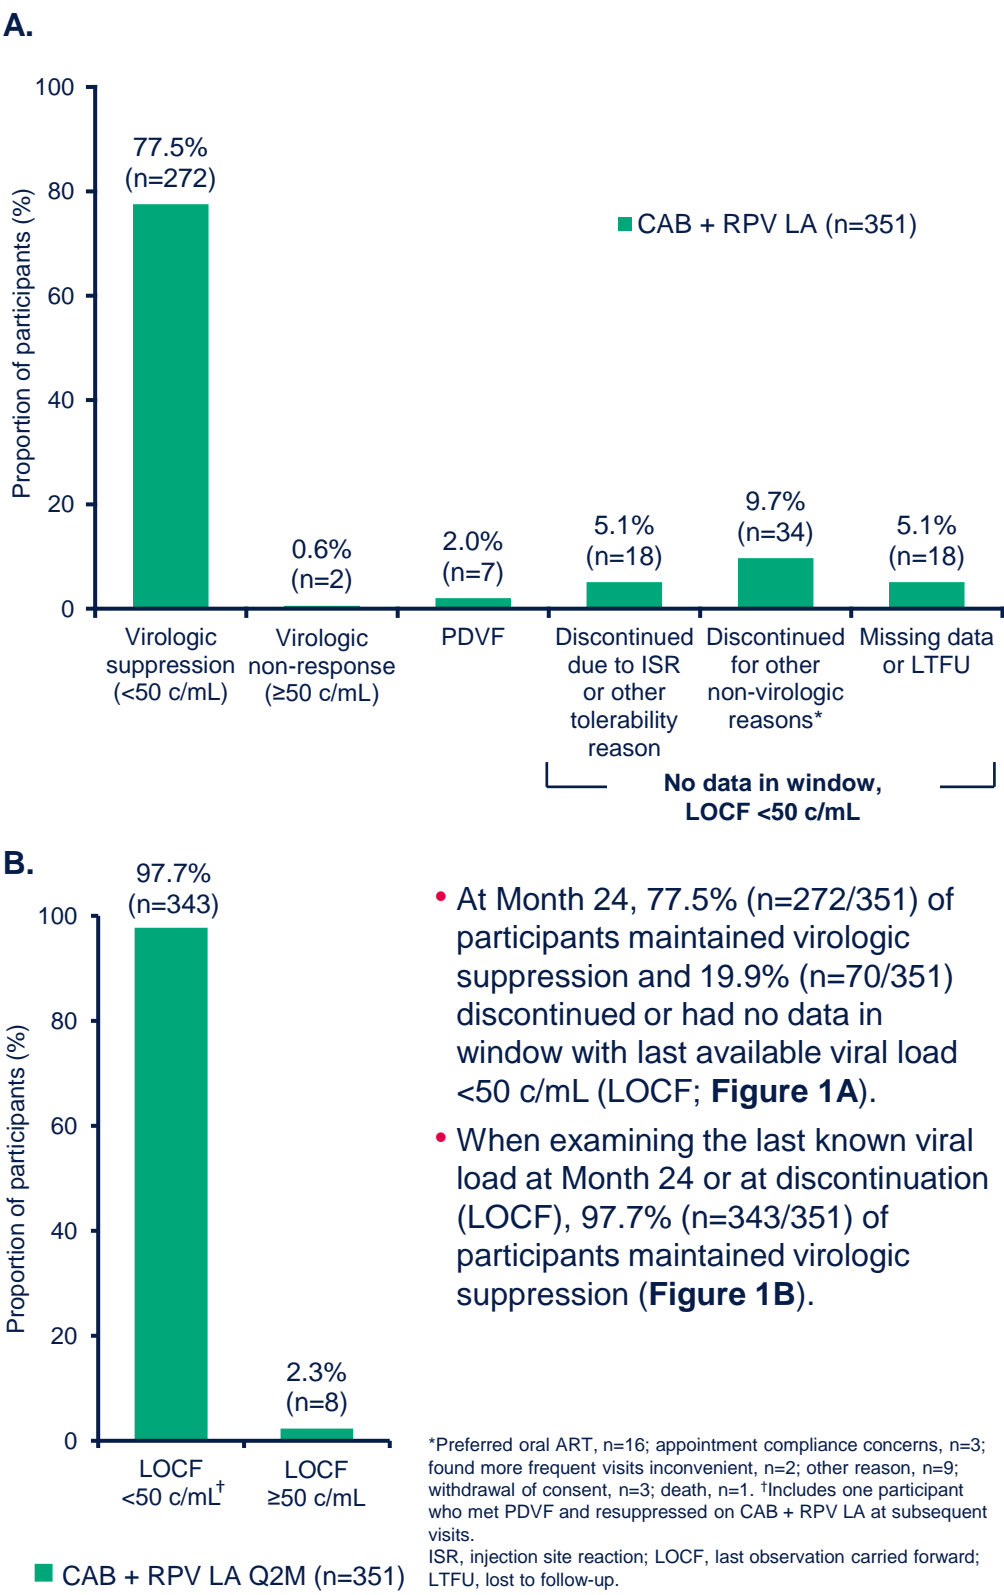 A.
100
80
60
40
20
0
Proportion of participants (%)
77.5%
(n=272)
0.6%
(n=2)
2.0%
(n=7)
5.1%
(n=18)
9.7%
(n=34)
5.1%
(n=18)
CAB + RPV LA (n=351)
Virologic
suppression
(<50 c/mL)
Virologic
non-response
(≥50 c/mL)
PDVF
Discontinued
due to ISR
or other
tolerability
reason
Discontinued
for other
non-virologic
reasons*
Missing data
or LTFU
No data in window,
LOCF <50 c/mL
B.
100
80
60
40
20
0
Proportion of participants (%)
97.7%
(n=343)
2.3%
(n=8)
LOCF
<50 c/mL†
LOCF
≥50 c/mL
CAB + RPV LA Q2M (n=351)
• At Month 24, 77.5% (n=272/351) of
participants maintained virologic
suppression and 19.9% (n=70/351)
discontinued or had no data in
window with last available viral load
<50 c/mL (LOCF; Figure 1A).
• When examining the last known viral
load at Month 24 or at discontinuation
(LOCF), 97.7% (n=343/351) of
participants maintained virologic
suppression (Figure 1B).
*Preferred oral ART, n=16; appointment compliance concerns, n=3;
found more frequent visits inconvenient, n=2; other reason, n=9;
withdrawal of consent, n=3; death, n=1. †Includes one participant
who met PDVF and resuppressed on CAB + RPV LA at subsequent
visits.
ISR, injection site reaction; LOCF, last observation carried forward;
LTFU, lost to follow-up.